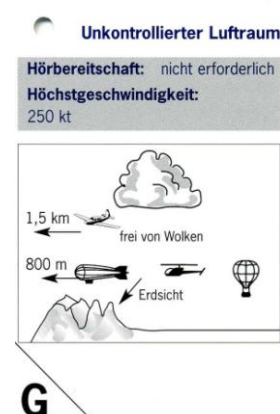 Unkontrollierter Luftraum
Hörbereitschaft: nicht erforderlich
Höchstgeschwindigkeit:
250 kt
1,5 km
frei von Wolken
800 m
Erdsicht
G